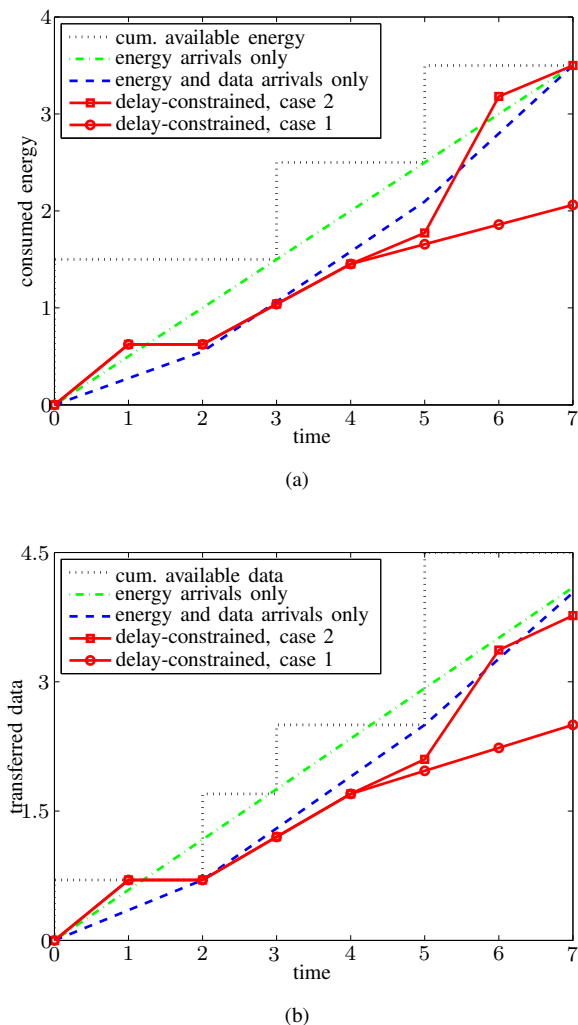 4
cum. available energy
energy arrivals only
energy and data arrivals only
delay-constrained, case 2
delay-constrained, case 1
3
2
1
0
consumed energy
0 1 2 3 4 5 6 7
time
(a)
4.5
cum. available data
energy arrivals only
energy and data arrivals only
delay-constrained, case 2
delay-constrained, case 1
3
1.5
0
transferred data
0 1 2 3 4 5 6 7
time
(b)